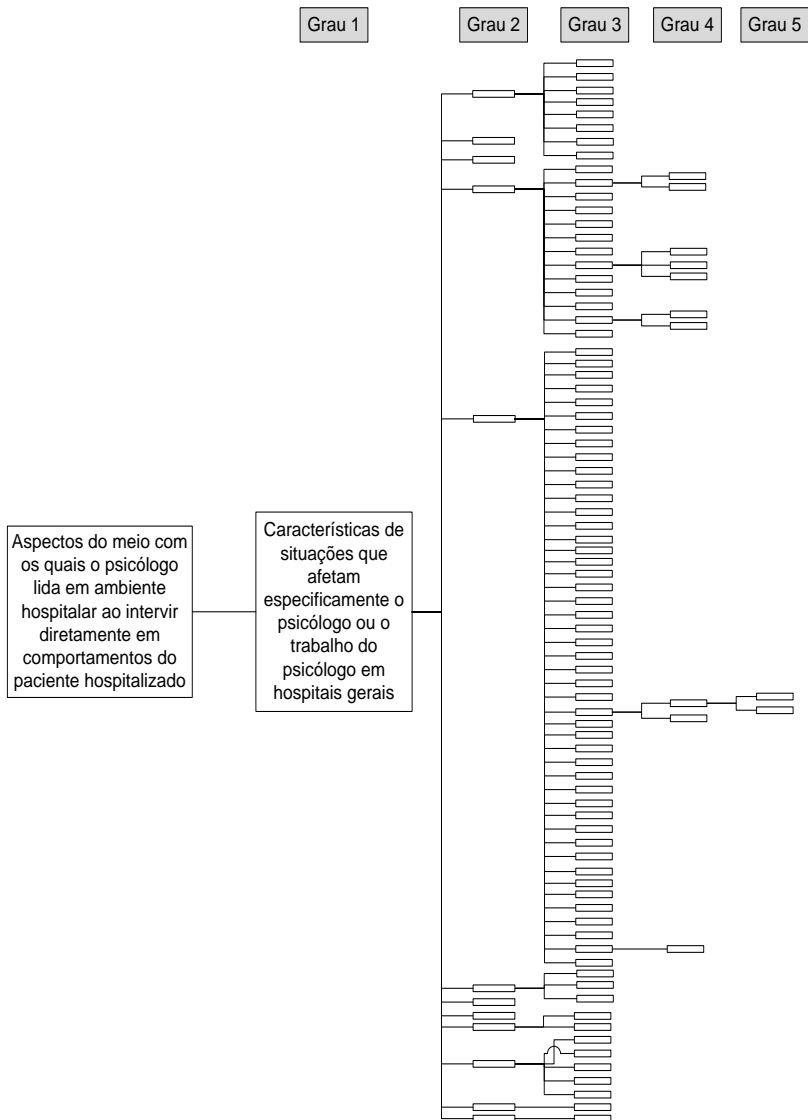 Grau 1
Grau 2
Grau 3
Grau 4
Grau 5
Aspectos do meio com
os quais o psicólogo
lida em ambiente
hospitalar ao intervir
diretamente em
comportamentos do
paciente hospitalizado
Características de
situações que
afetam
especificamente o
psicólogo ou o
trabalho do
psicólogo em
hospitais gerais